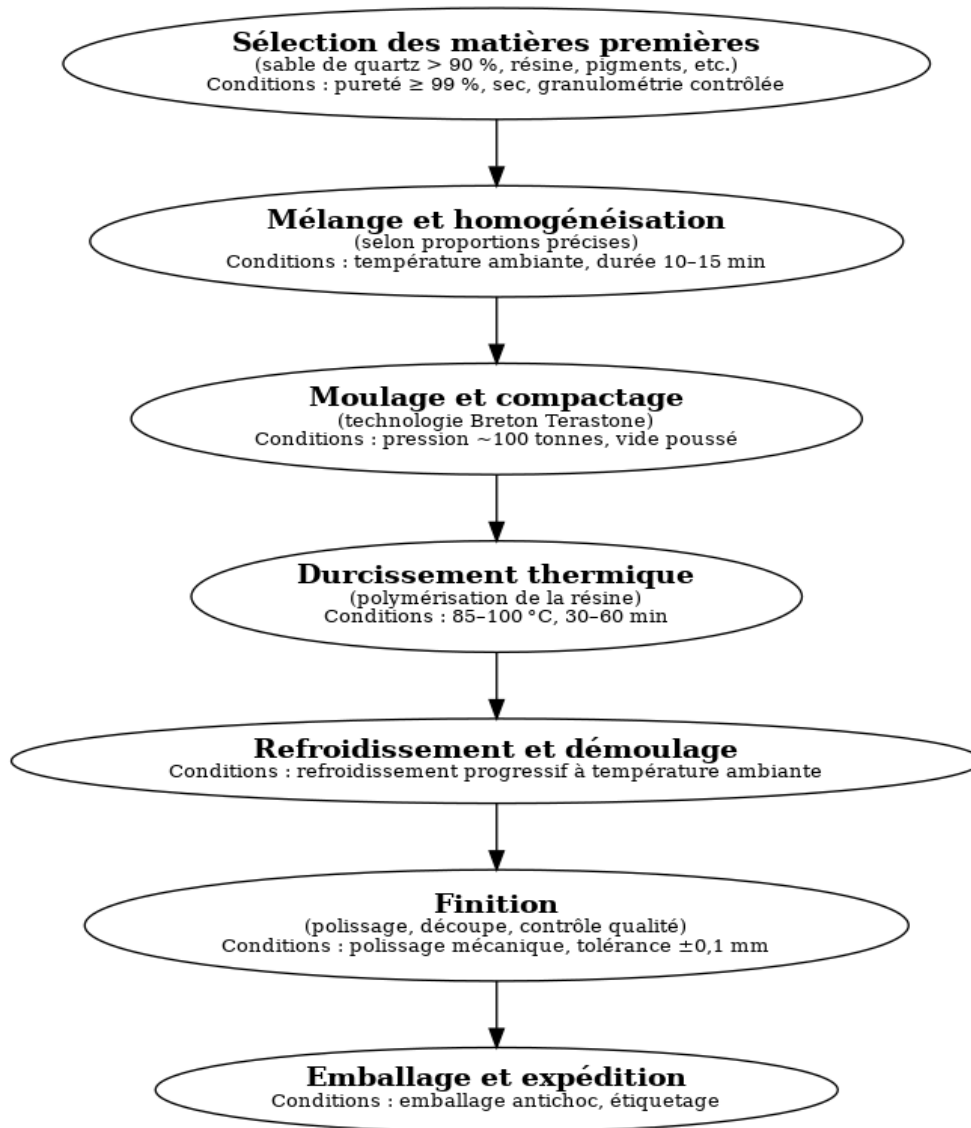 Sélection des matières premières
(sable de quartz > 90 %, résine, pigments, etc.)
Conditions : pureté ≥ 99 %, sec, granulométrie contrôlée
Mélange et homogénéisation
(selon proportions précises)
Conditions : température ambiante, durée 10–15 min
Moulage et compactage
(technologie Breton Terastone)
Conditions : pression ~100 tonnes, vide poussé
Durcissement thermique
(polymérisation de la résine)
Conditions : 85–100 °C, 30–60 min
Refroidissement et démoulage
Conditions : refroidissement progressif à température ambiante
Finition
(polissage, découpe, contrôle qualité)
Conditions : polissage mécanique, tolérance ±0,1 mm
Emballage et expédition
Conditions : emballage antichoc, étiquetage